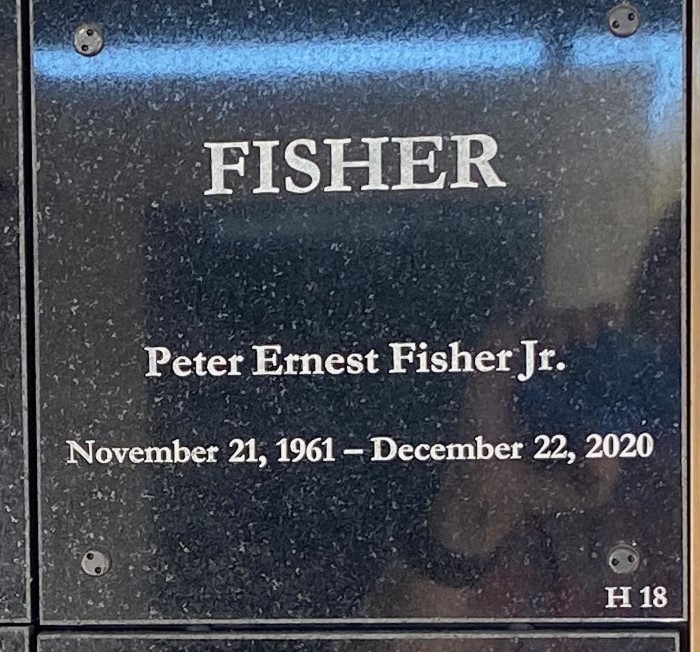 FISHER
Peter Ernest Fisher Jr.
November 21, 1961 – December 22, 2020
H 18